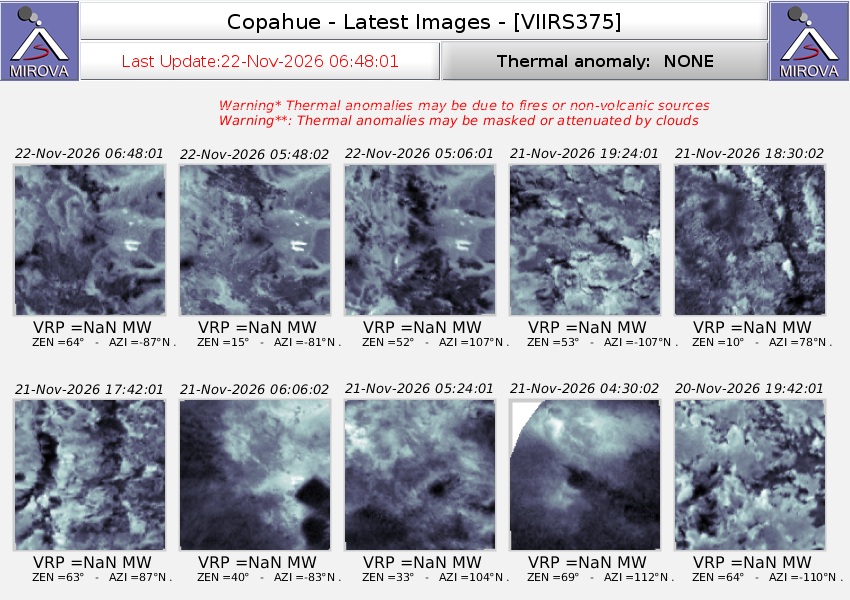 Copahue - Latest Images - [VIIRS375]
MIROVA
Last Update:22-Nov-2026 06:48:01
Thermal anomaly: NONE
MIROVA
Warning* Thermal anomalies may be due to fires or non-volcanic sources
Warning**: Thermal anomalies may be masked or attenuated by clouds
22-Nov-2026 06:48:01 22-Nov-2026 05:48:02 22-Nov-2026 05:06:01 21-Nov-2026 19:24:01 21-Nov-2026 18:30:02
VRP =NaN MW VRP =NaN MW VRP =NaN MW VRP =NaN MW VRP =NaN MW
ZEN =64° - AZI =-87°N . ZEN =15° - AZI =-81°N . ZEN =52° - AZI =107°N . ZEN =53° - AZI =-107°N . ZEN =10° - AZI =78°N .
21-Nov-2026 17:42:01 21-Nov-2026 06:06:02 21-Nov-2026 05:24:01 21-Nov-2026 04:30:02 20-Nov-2026 19:42:01
VRP =NaN MW VRP =NaN MW VRP =NaN MW VRP =NaN MW VRP =NaN MW
ZEN =63° - AZI =87°N . ZEN =40° - AZI =-83°N . ZEN =33° - AZI =104°N . ZEN =69° - AZI =112°N . ZEN =64° - AZI =-110°N .